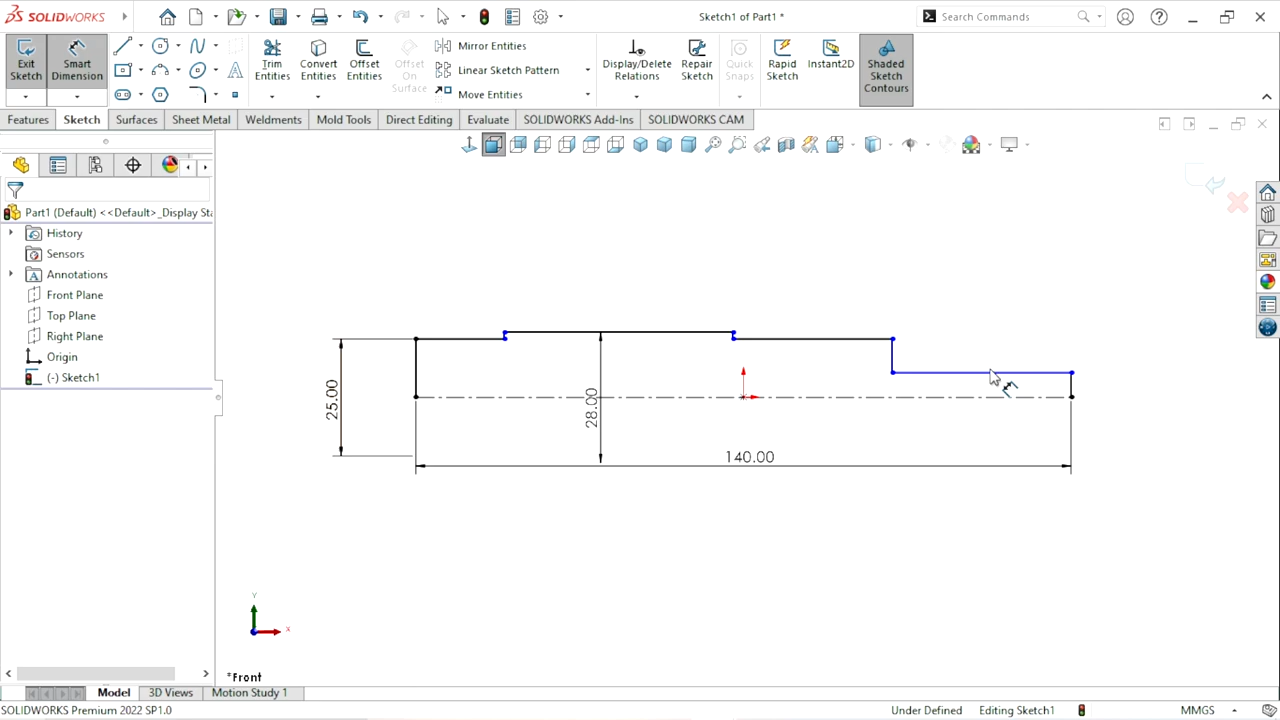 3S SOLIDWORKS
Sketch1 of Part1 *
Search Commands
Exit Sketch
Smart Dimension
Trim Entities
Convert Entities
Offset Entities
Offset On Surface
Mirror Entities
Linear Sketch Pattern
Move Entities
Display/Delete Relations
Repair Sketch
Quick Snaps
Rapid Sketch
Instant2D
Shaded Sketch Contours
Features
Sketch
Surfaces
Sheet Metal
Weldments
Mold Tools
Direct Editing
Evaluate
SOLIDWORKS Add-Ins
SOLIDWORKS CAM
Part1 (Default) <<Default>_Display Sta
History
Sensors
Annotations
Front Plane
Top Plane
Right Plane
Origin
(-) Sketch1
25.00
28.00
140.00
Y
X
*Front
Model
3D Views
Motion Study 1
SOLIDWORKS Premium 2022 SP1.0
Under Defined
Editing Sketch1
MMGS